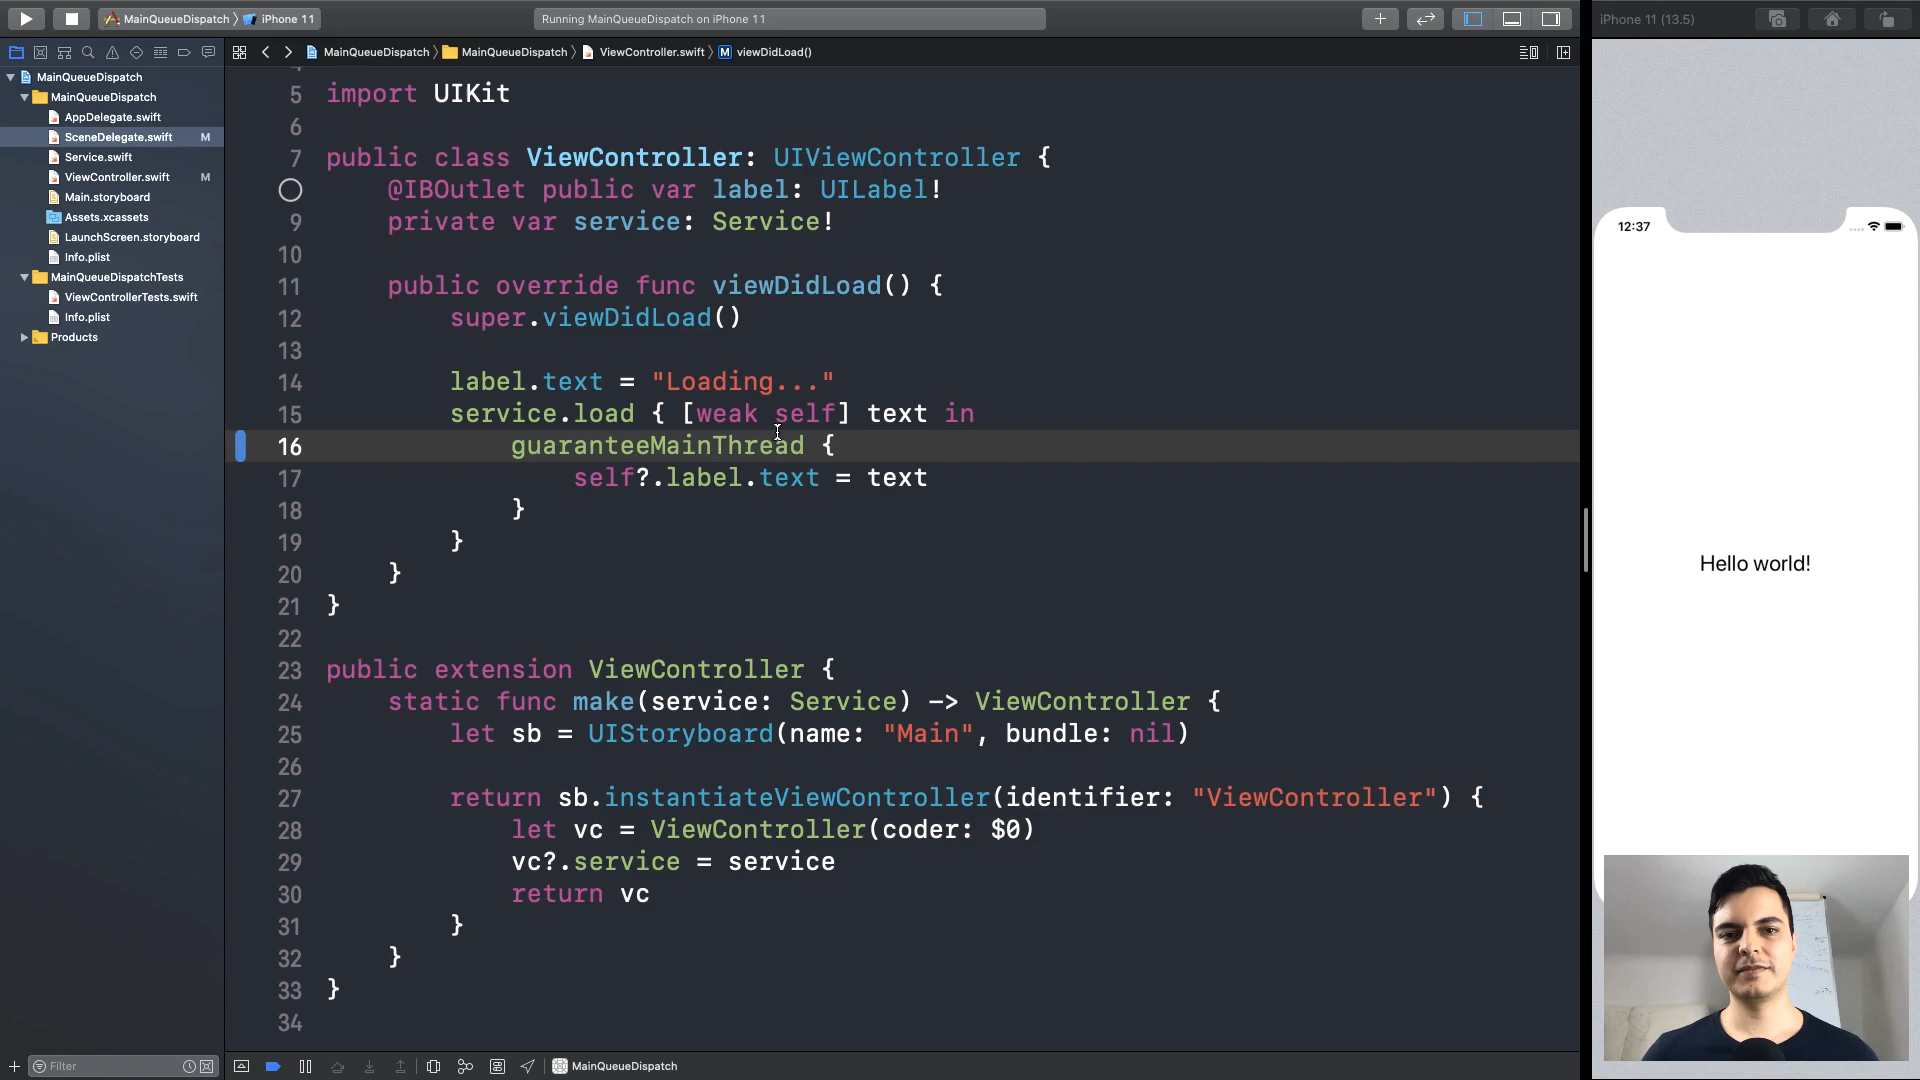 MainQueueDispatch iPhone 11
Running MainQueueDispatch on iPhone 11
iPhone 11 (13.5)
MainQueueDispatch MainQueueDispatch ViewController.swift M viewDidLoad()
MainQueueDispatch
MainQueueDispatch
AppDelegate.swift
SceneDelegate.swift M
Service.swift
ViewController.swift M
Main.storyboard
Assets.xcassets
LaunchScreen.storyboard
Info.plist
MainQueueDispatchTests
ViewControllerTests.swift
Info.plist
Products
Filter
5 import UIKit
6
7 public class ViewController: UIViewController {
@IBOutlet public var label: UILabel!
9 private var service: Service!
10
11 public override func viewDidLoad() {
12 super.viewDidLoad()
13
14 label.text = "Loading..."
15 service.load { [weak self] text in
16 guaranteeMainThread {
17 self?.label.text = text
18 }
19 }
20 }
21 }
22
23 public extension ViewController {
24 static func make(service: Service) -> ViewController {
25 let sb = UIStoryboard(name: "Main", bundle: nil)
26
27 return sb.instantiateViewController(identifier: "ViewController") {
28 let vc = ViewController(coder: $0)
29 vc?.service = service
30 return vc
31 }
32 }
33 }
34
MainQueueDispatch
12:37
Hello world!